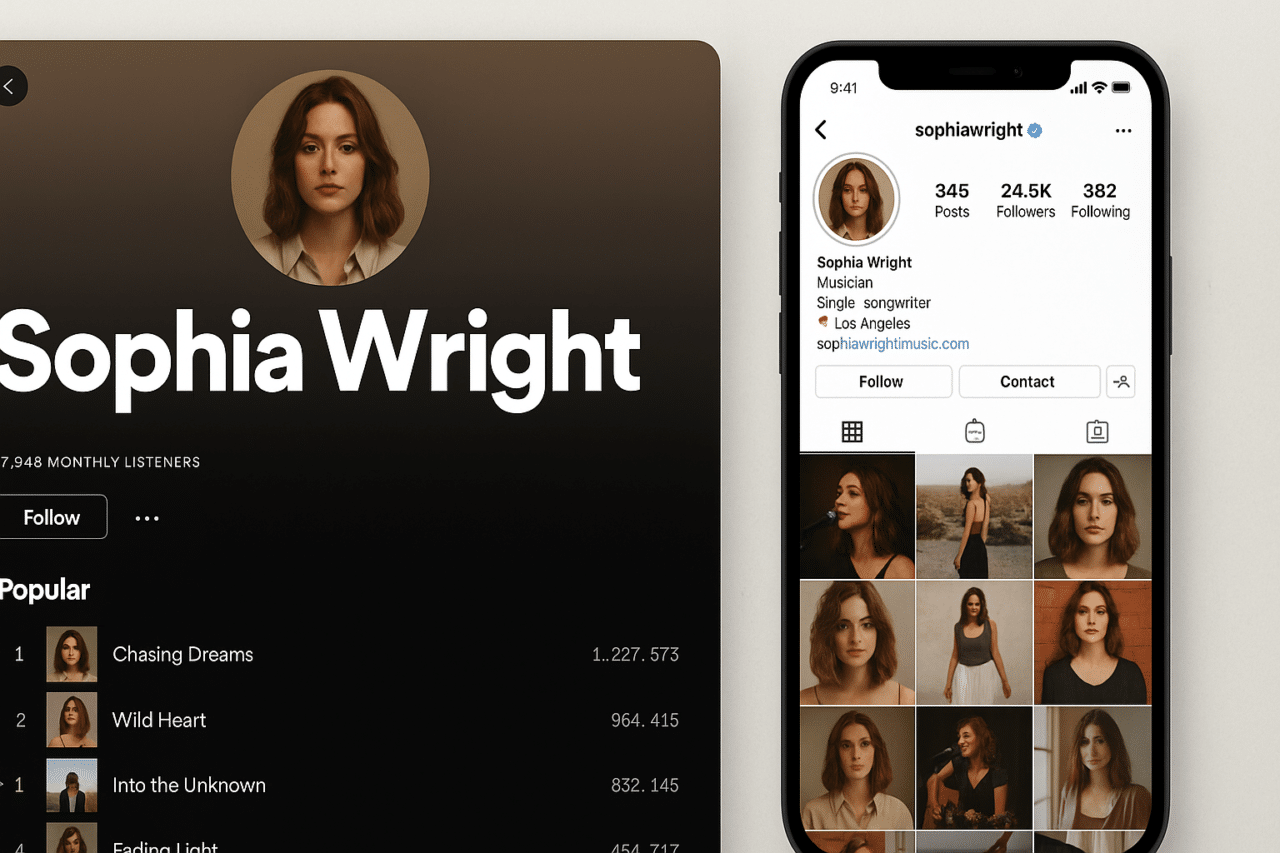 Sophia Wright
7,948 MONTHLY LISTENERS
Follow
Popular
1 Chasing Dreams 1..227. 573
2 Wild Heart 964. 415
1 Into the Unknown 832. 145
4 Fading Light 454 717
9:41
sophiawright
345 24.5K 382
Posts Followers Following
Sophia Wright
Musician
Single songwriter
Los Angeles
sophiawrightimusic.com
Follow Contact